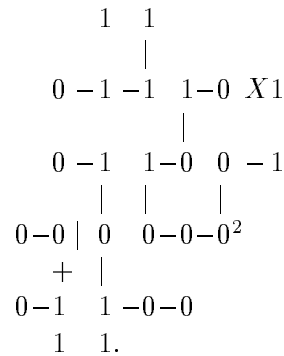 1 1
|
0 –1 –1 1–0 X1
|
0 –1 1–0 0 –1
| | |
0–0 | 0 0–0–0²
+ |
0–1 1 –0–0
1 1.